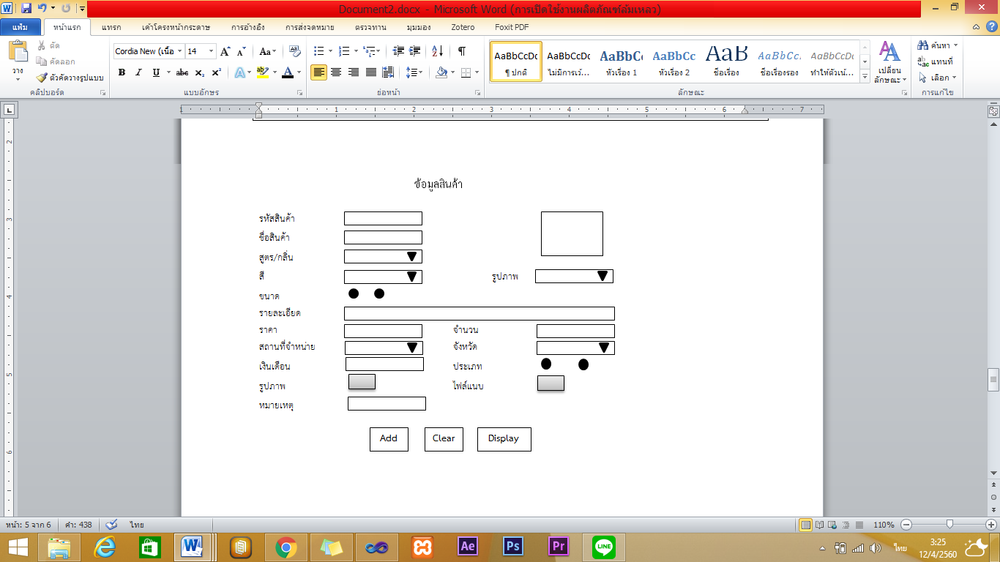 Document2.docx - Microsoft Word (การเปิดใช้งานผลิตภัณฑ์ล้มเหลว)
แฟ้ม หน้าแรก แทรก เค้าโครงหน้ากระดาษ การอ้างอิง การส่งจดหมาย ตรวจทาน มุมมอง Zotero Foxit PDF
วาง
ตัด
คัดลอก
ตัวคัดวางรูปแบบ
คลิปบอร์ด
Cordia New (เนื้อ 14
แบบอักษร
ย่อหน้า
AaBbCcDc AaBbCcDc AaBbCc AaBbCc AaB AaBbCcL AaBbCcDc
¶ ปกติ ไม่มีการเว้... หัวเรื่อง 1 หัวเรื่อง 2 ชื่อเรื่อง ชื่อเรื่องรอง ทำให้ตัวเน้...
ลักษณะ
เปลี่ยน
ลักษณะ
ค้นหา
แทนที่
เลือก
การแก้ไข
1 1 2 3 4 5 6 7
2
3
4
5
6
ข้อมูลสินค้า
รหัสสินค้า
ชื่อสินค้า
สูตร/กลิ่น
สี รูปภาพ
ขนาด
รายละเอียด
ราคา จำนวน
สถานที่จำหน่าย จังหวัด
เงินเดือน ประเภท
รูปภาพ ไฟล์แนบ
หมายเหตุ
Add Clear Display
หน้า: 5 จาก 6 คำ: 438 ไทย 110%
Ae Ps Pr LINE
ไทย
3:25
12/4/2560